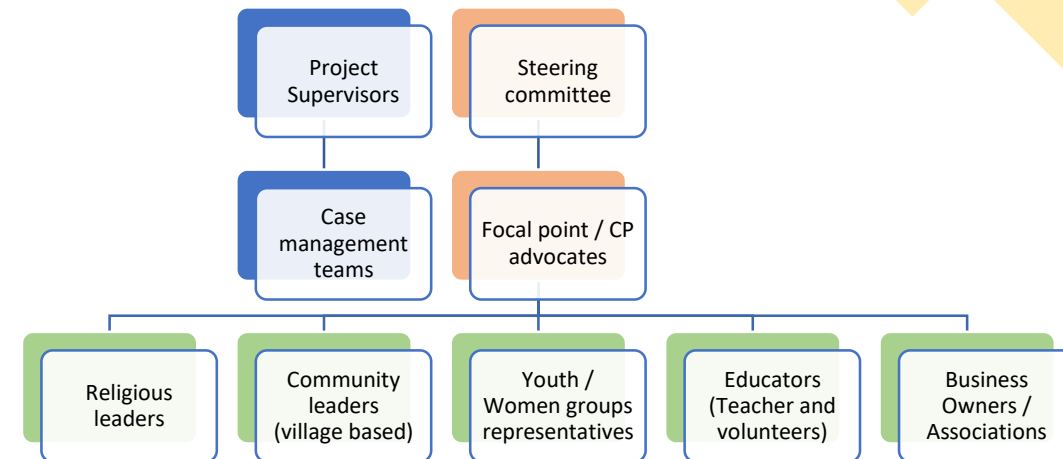 Project
Supervisors
Steering
committee
Case
management
teams
Focal point / CP
advocates
Religious
leaders
Community
leaders
(village based)
Youth /
Women groups
representatives
Educators
(Teacher and
volunteers)
Business
Owners /
Associations